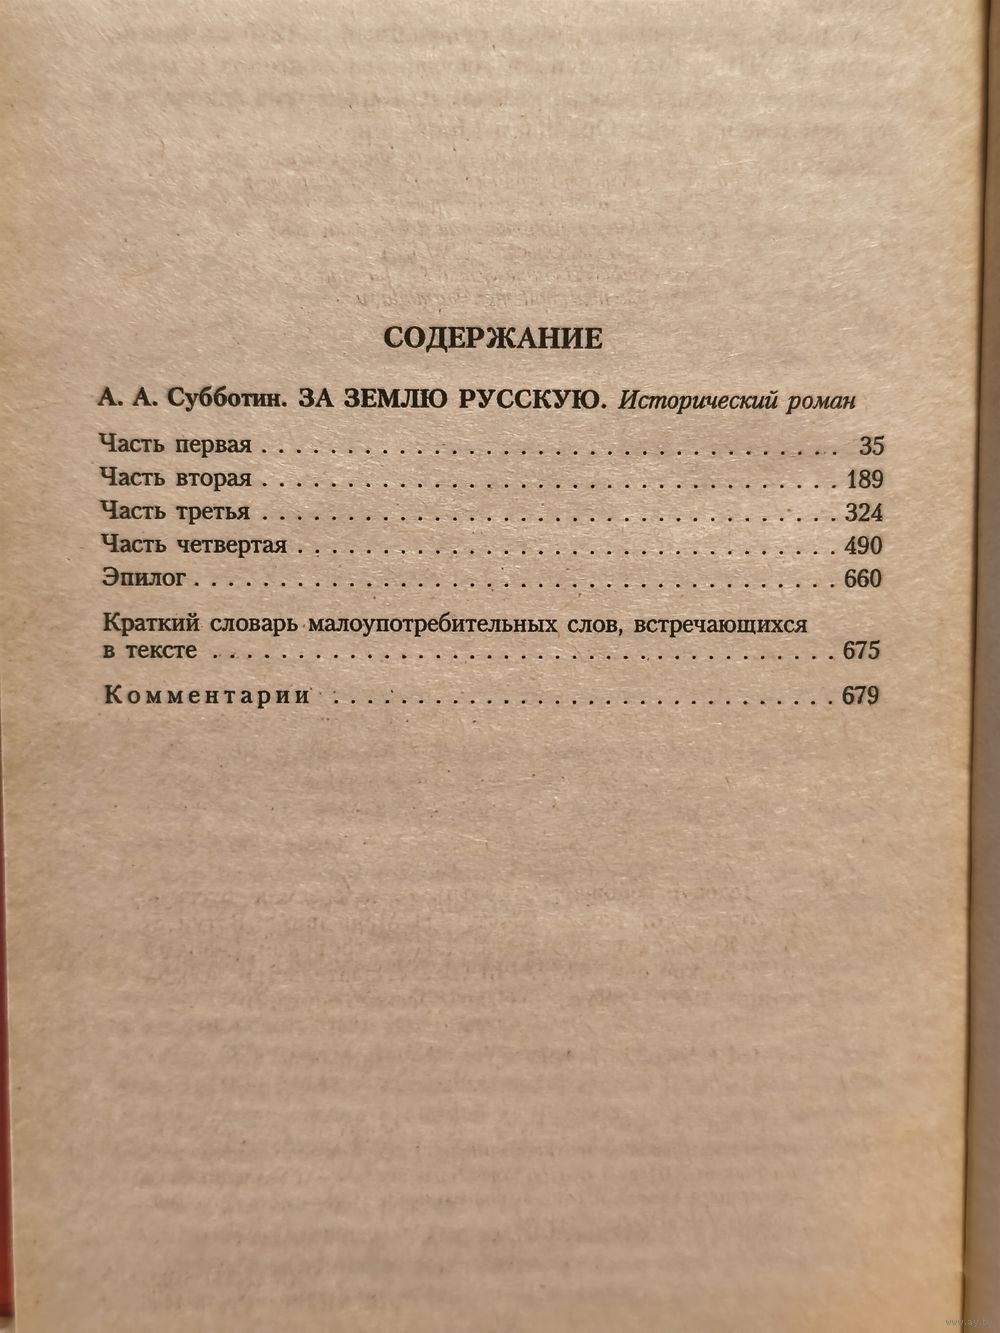 СОДЕРЖАНИЕ
А. А. Субботин. ЗА ЗЕМЛЮ РУССКУЮ. Исторический роман
Часть первая . . . . . . . . . . . . . . . . . . . . . . . . . . . . . . . . . . 35
Часть вторая . . . . . . . . . . . . . . . . . . . . . . . . . . . . . . . . . . 189
Часть третья . . . . . . . . . . . . . . . . . . . . . . . . . . . . . . . . . . 324
Часть четвертая . . . . . . . . . . . . . . . . . . . . . . . . . . . . . . . . 490
Эпилог . . . . . . . . . . . . . . . . . . . . . . . . . . . . . . . . . . . . . . 660
Краткий словарь малоупотребительных слов, встречающихся
в тексте . . . . . . . . . . . . . . . . . . . . . . . . . . . . . . . . . . . . . 675
Комментарии . . . . . . . . . . . . . . . . . . . . . . . . . . . . . . 679